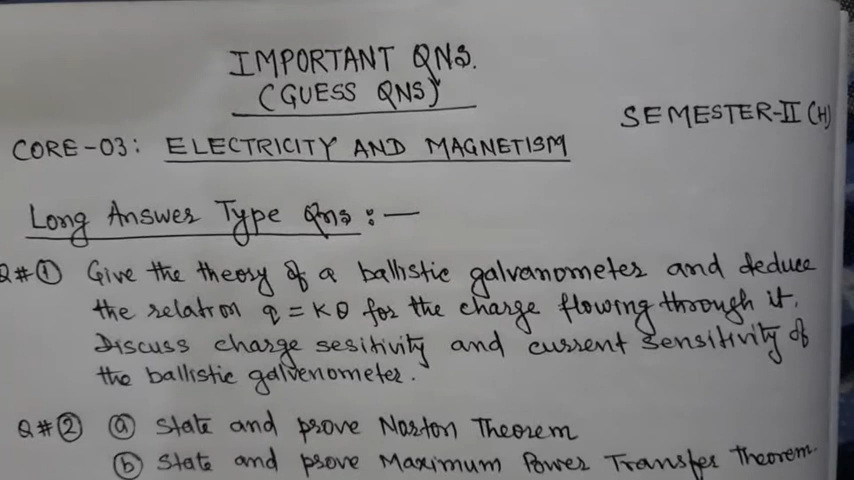 IMPORTANT QNS.
(GUESS QNS)
SEMESTER-II (H)
CORE-03: ELECTRICITY AND MAGNETISM
Long Answer Type Qns :—
Q#① Give the theory of a ballistic galvanometer and deduce
the relation q = Kθ for the charge flowing through it.
Discuss charge sesitivity and current sensitivity of
the ballistic galvenometer.
Q#② ⓐ State and prove Norton Theorem
ⓑ State and prove Maximum Power Transfer Theorem.